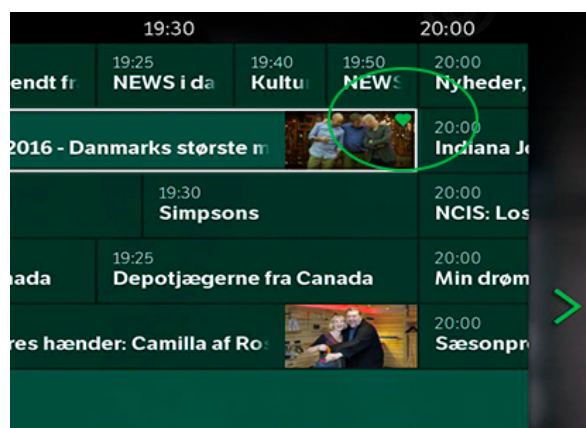 19:30 20:00
19:25 19:40 19:50 20:00
endt fr NEWS i da Kultu NEWS Nyheder,
20:00
2016 - Danmarks største m Indiana Jo
19:30 20:00
Simpsons NCIS: Los
19:25 20:00
nada Depotjægerne fra Canada Min drøm
20:00
res hænder: Camilla af Ros Sæsonpr